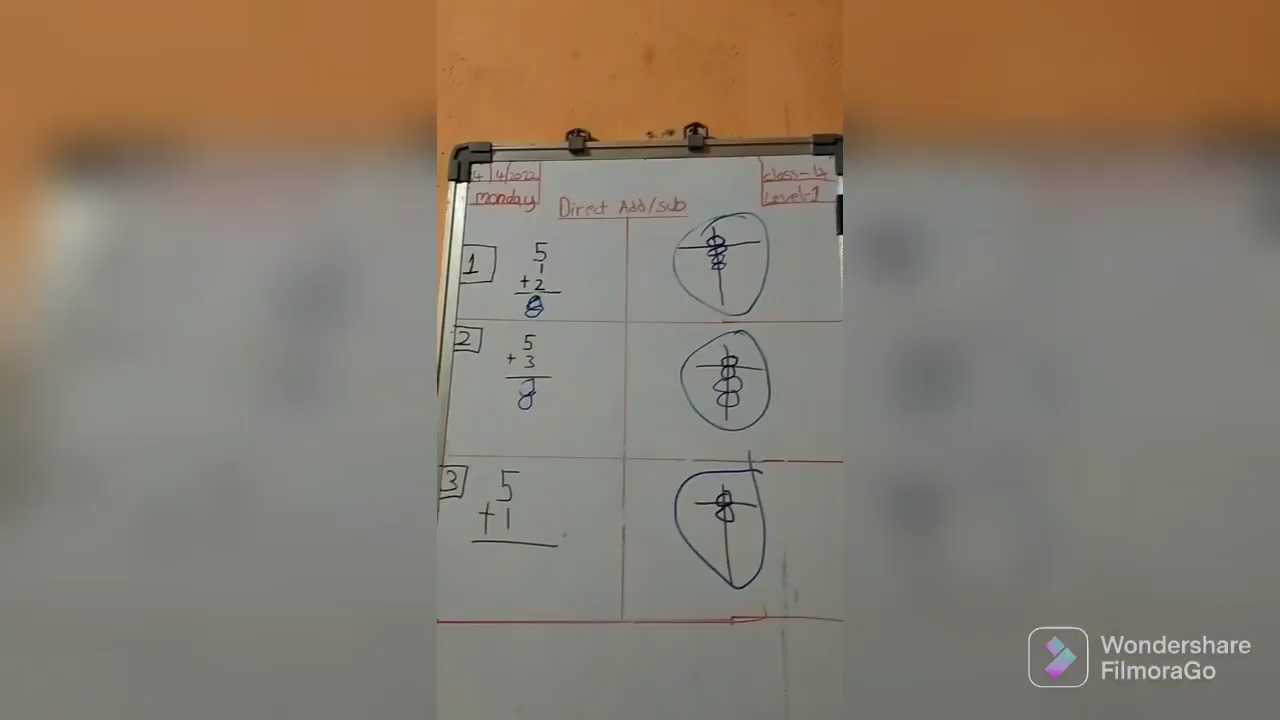 4/4/2022
Monday
Direct Add/sub
class-
Level-1
1
5
1
+2
8
2
5
+3
8
3
5
+1
Wondershare
FilmoraGo